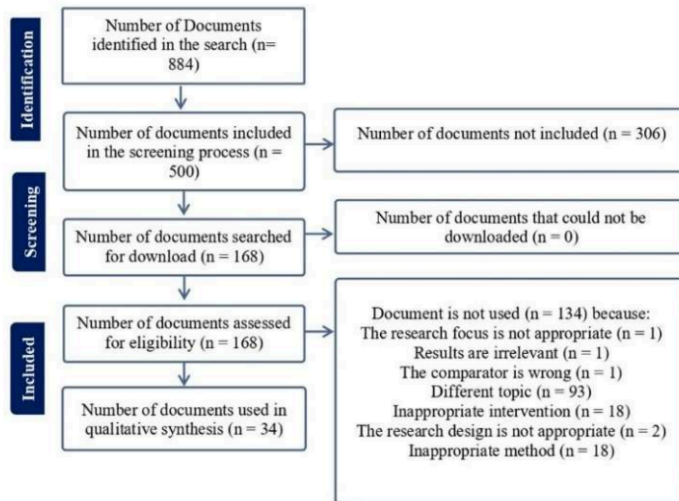 Identification
Number of Documents
identified in the search (n=
884)
Number of documents included
in the screening process (n =
500)
Number of documents not included (n = 306)
Screening
Number of documents searched
for download (n = 168)
Number of documents that could not be
downloaded (n = 0)
Included
Number of documents assessed
for eligibility (n = 168)
Document is not used (n = 134) because:
The research focus is not appropriate (n = 1)
Results are irrelevant (n = 1)
The comparator is wrong (n = 1)
Different topic (n = 93)
Inappropriate intervention (n = 18)
The research design is not appropriate (n = 2)
Inappropriate method (n = 18)
Number of documents used in
qualitative synthesis (n = 34)